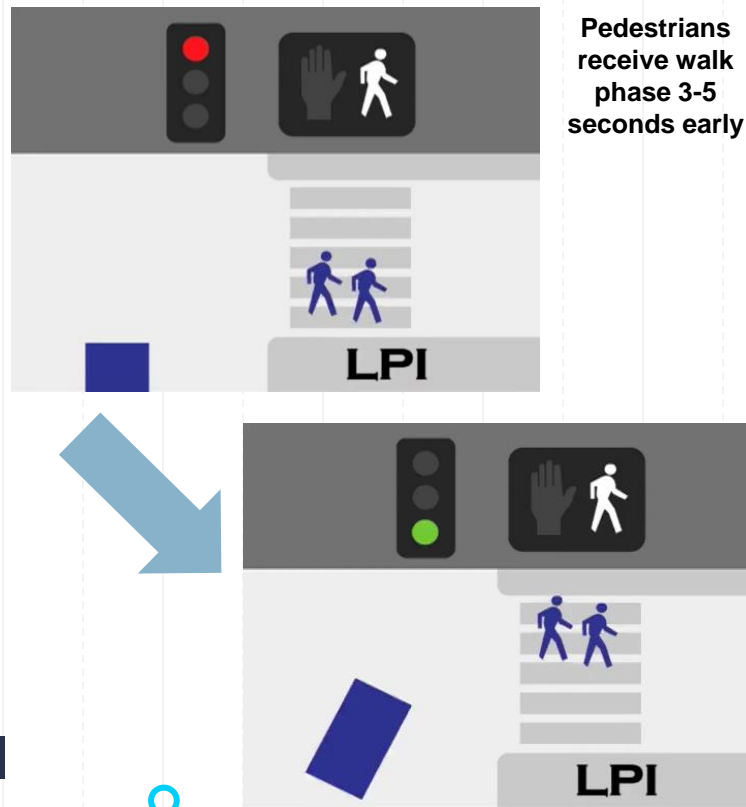 Pedestrians
receive walk
phase 3-5
seconds early
LPI
LPI